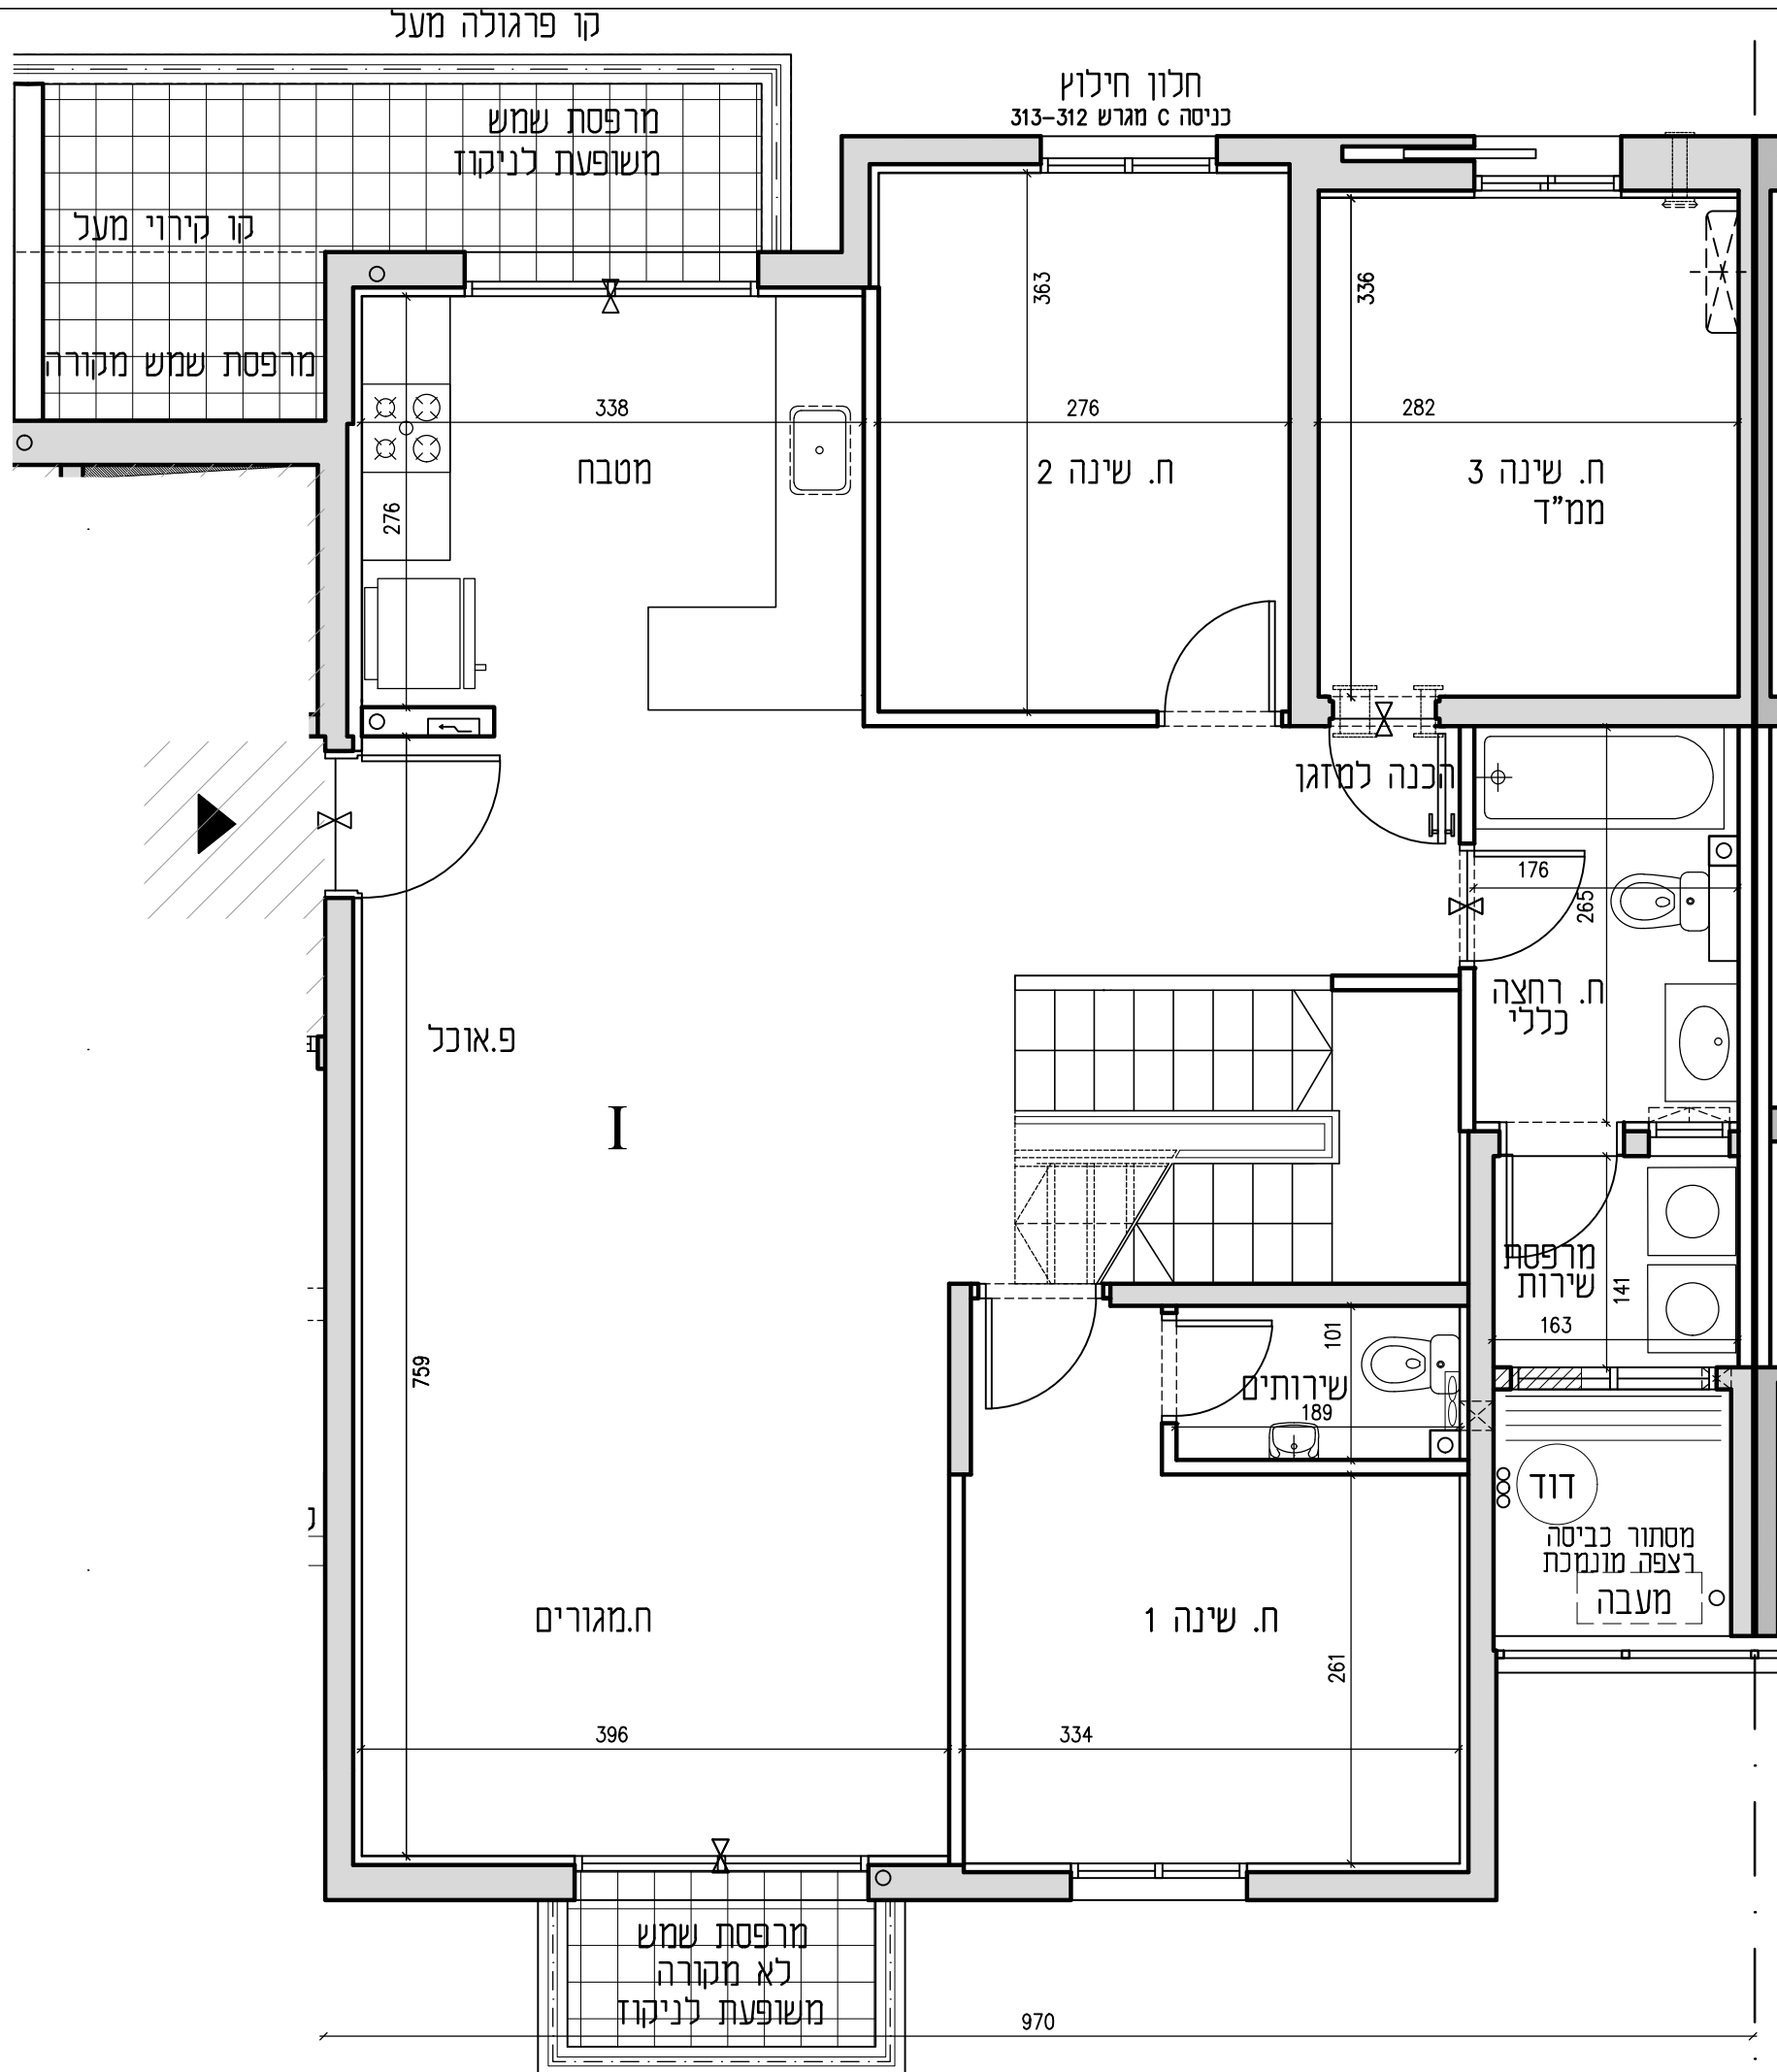 קו פרגולה מעל
חלון חילוץ
כניסה C מגרש 313-312
מרפסת שמש
משופעת לניקוז
קו קירוי מעל
מרפסת שמש מקורה
363
336
338
276
282
מטבח
ח. שינה 2
ח. שינה 3
ממ"ד
276
הכנה למזגן
176
265
ח. רחצה
כללי
פ.אוכל
I
מרפסת
שירות
141
163
101
שירותים
189
759
דוד
מסתור כביסה
רצפה מונמכת
מעבה
ח.מגורים
ח. שינה 1
261
396
334
מרפסת שמש
לא מקורה
משופעת לניקוז
970